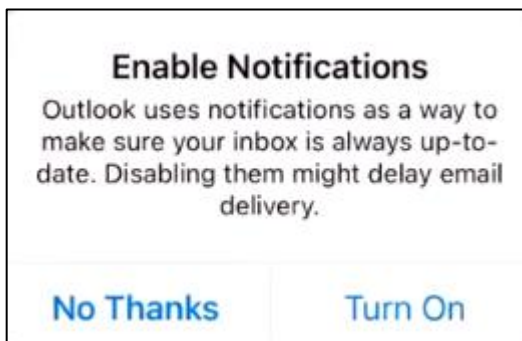 Enable Notifications
Outlook uses notifications as a way to
make sure your inbox is always up-to-
date. Disabling them might delay email
delivery.
No Thanks
Turn On